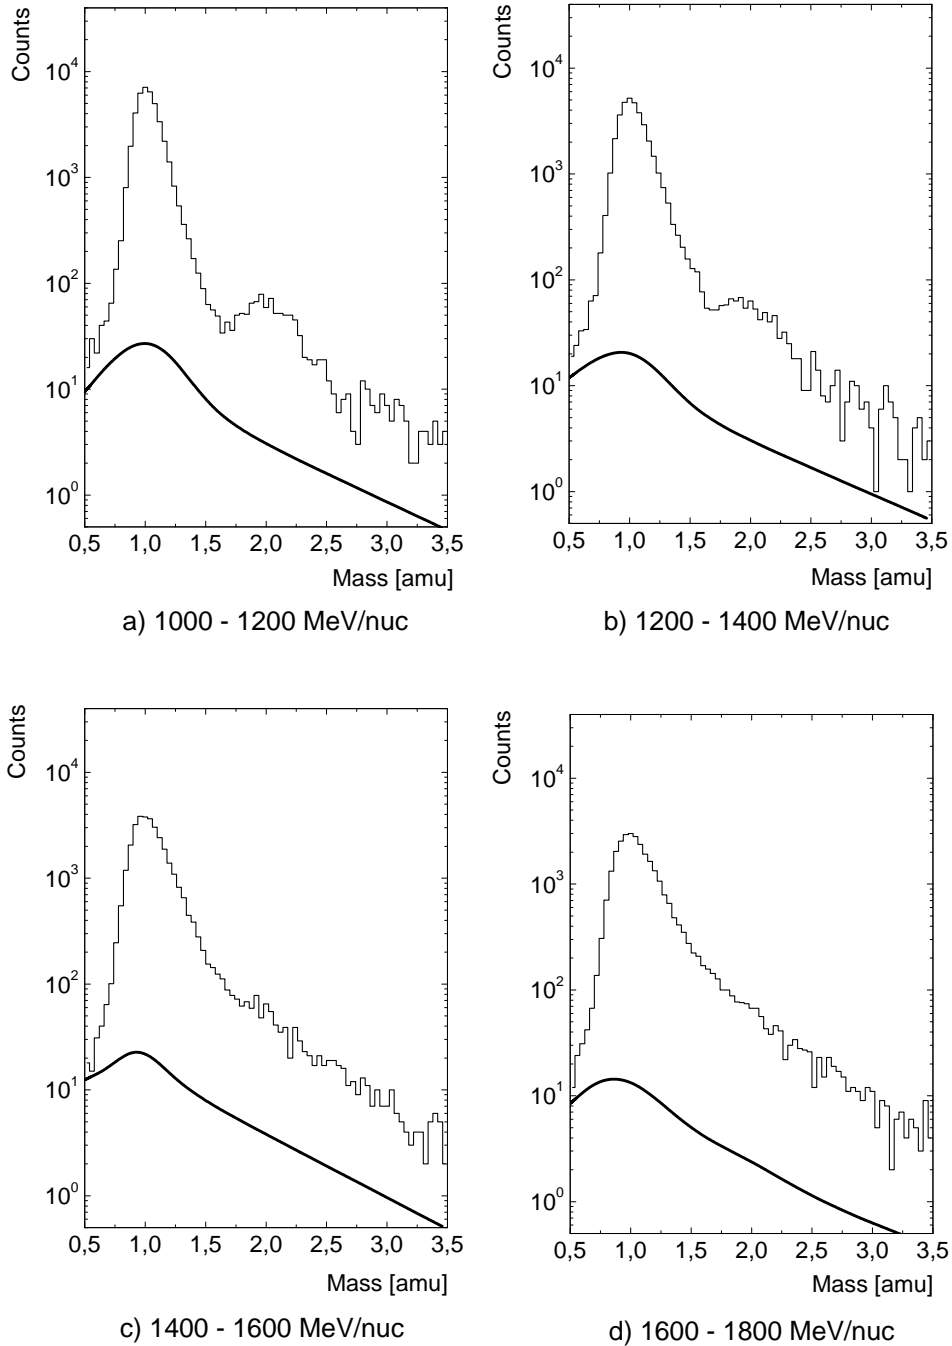 Counts
10^4
10^3
10^2
10^1
10^0
0,5 1,0 1,5 2,0 2,5 3,0 3,5
Mass [amu]
a) 1000 - 1200 MeV/nuc
Counts
10^4
10^3
10^2
10^1
10^0
0,5 1,0 1,5 2,0 2,5 3,0 3,5
Mass [amu]
b) 1200 - 1400 MeV/nuc
Counts
10^4
10^3
10^2
10^1
10^0
0,5 1,0 1,5 2,0 2,5 3,0 3,5
Mass [amu]
c) 1400 - 1600 MeV/nuc
Counts
10^4
10^3
10^2
10^1
10^0
0,5 1,0 1,5 2,0 2,5 3,0 3,5
Mass [amu]
d) 1600 - 1800 MeV/nuc